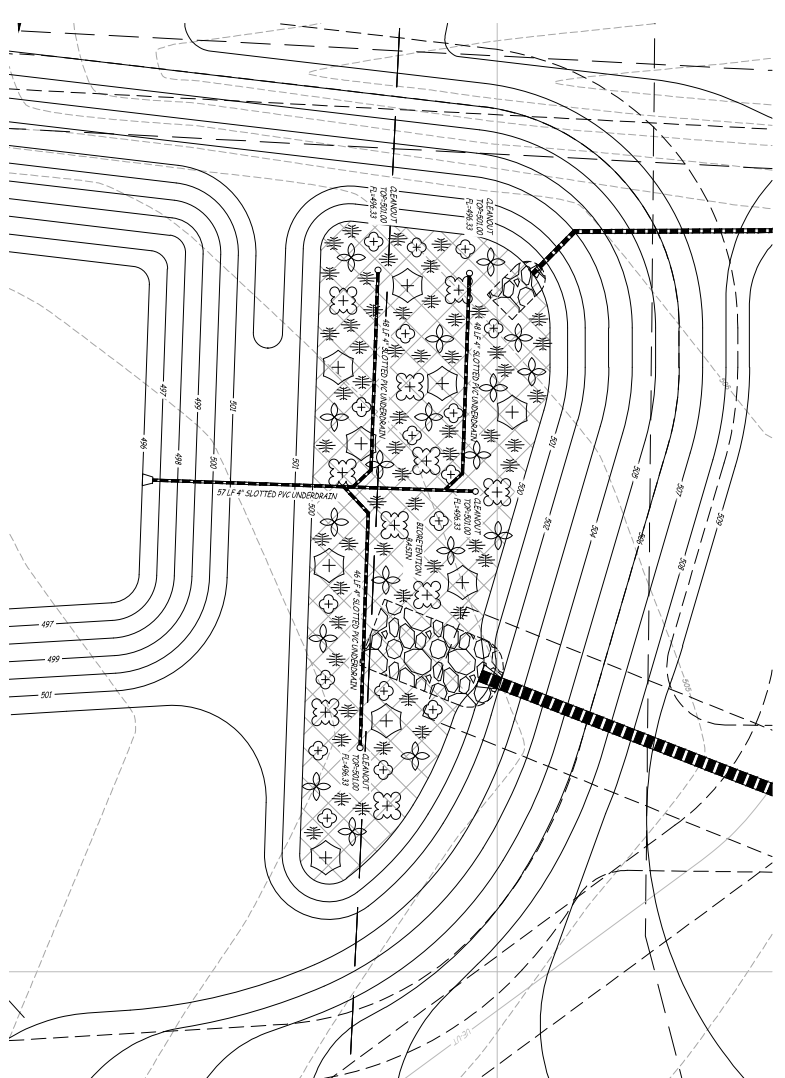 CLEANOUT
TOP=501.00
FL=496.33
CLEANOUT
TOP=501.00
FL=496.33
48 LF 4" SLOTTED PVC UNDERDRAIN
48 LF 4" SLOTTED PVC UNDERDRAIN
497
499
501
496
498
500
501
501
500
502
504
506
507
509
508
57 LF 4" SLOTTED PVC UNDERDRAIN
500
500
CLEANOUT
TOP=501.00
FL=496.33
BIORETENTION
BASIN
46 LF 4" SLOTTED PVC UNDERDRAIN
497
499
501
505
CLEANOUT
TOP=501.00
FL=496.33